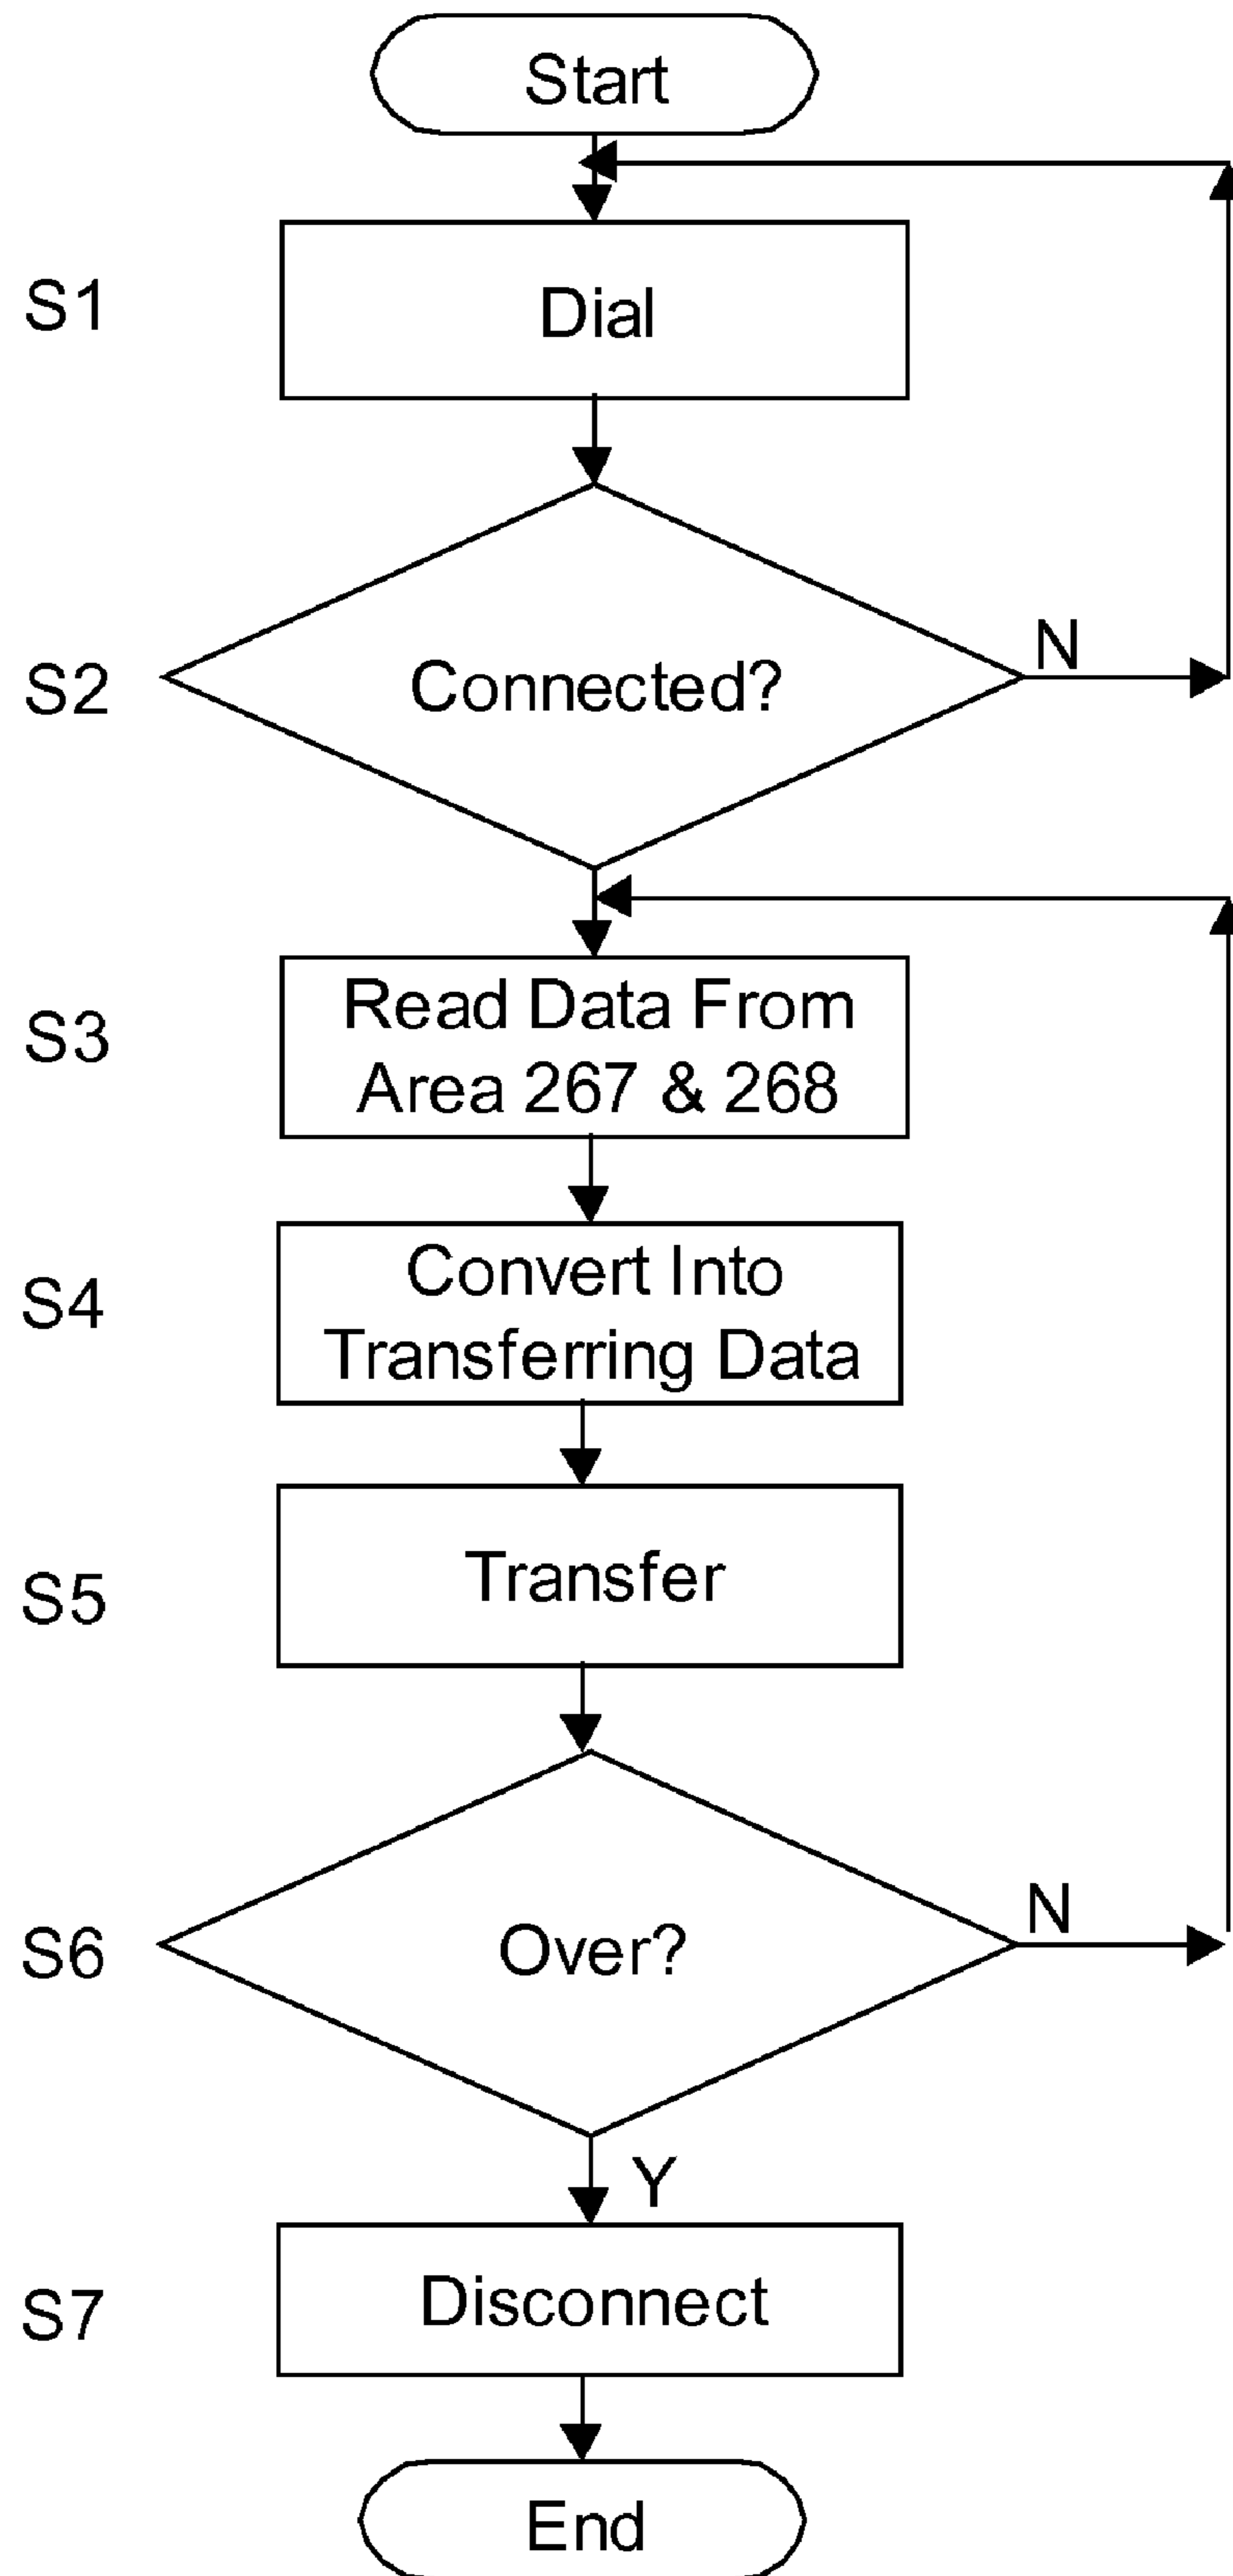 Start
S1
Dial
S2
Connected?
N
S3
Read Data From
Area 267 & 268
S4
Convert Into
Transferring Data
S5
Transfer
S6
Over?
N
Y
S7
Disconnect
End